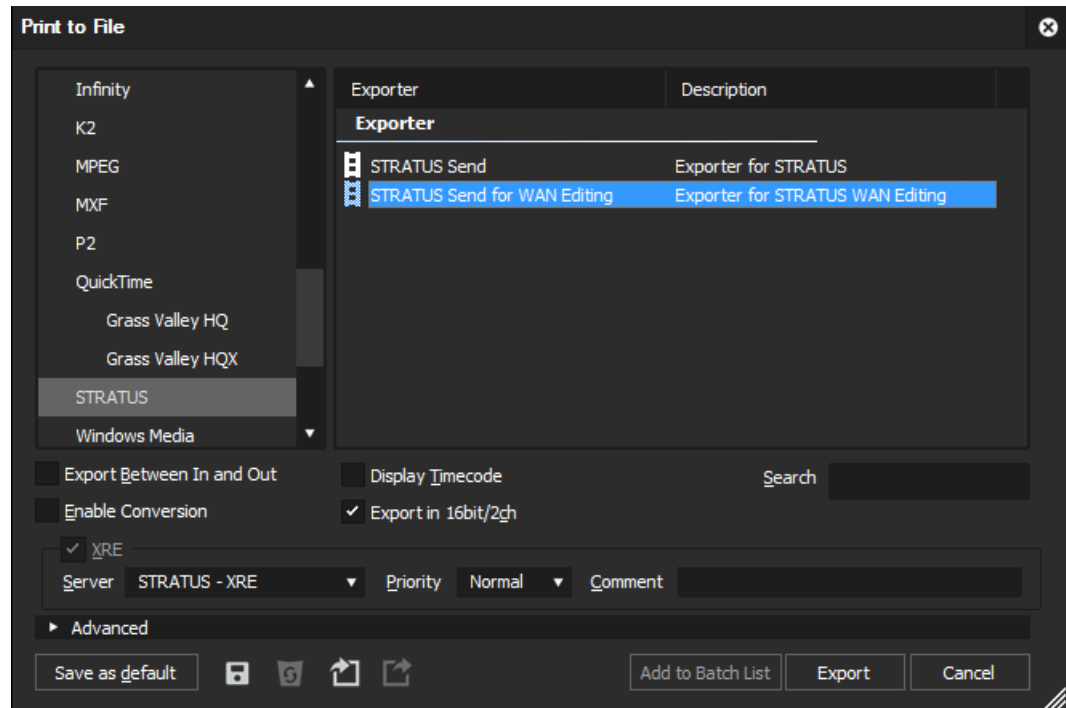 Print to File
Infinity
K2
MPEG
MXF
P2
QuickTime
Grass Valley HQ
Grass Valley HQX
STRATUS
Windows Media
Exporter Description
Exporter
STRATUS Send Exporter for STRATUS
STRATUS Send for WAN Editing Exporter for STRATUS WAN Editing
Export Between In and Out Display Timecode Search
Enable Conversion Export in 16bit/2ch
XRE
Server STRATUS - XRE Priority Normal Comment
Advanced
Save as default Add to Batch List Export Cancel